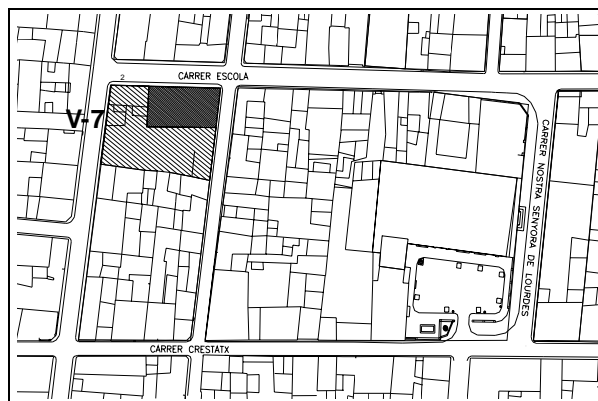 CARRER ESCOLA
2
V-7
CARRER NOSTRA SENYORA DE LOURDES
CARRER CRESTATX